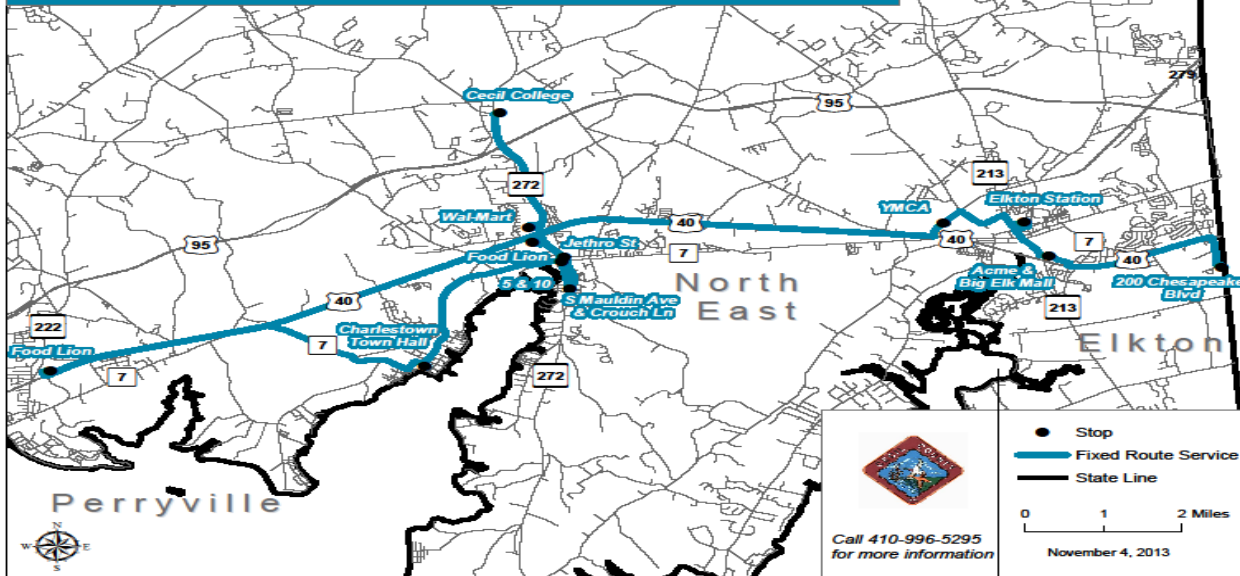 279
Cecil College
95
272
213
Wal-Mart
YMCA
Elkton Station
40
Jethro St
40
7
95
Food Lion
7
North
East
5 & 10
Acme &
Big Elk Mall
40
200 Chesapeake
Blvd
S Mauldin Ave
& Crouch Ln
40
213
222
Charlestown
Town Hall
7
Elkton
Food Lion
7
272
Perryville
N
W
E
S
Stop
Fixed Route Service
State Line
0 1 2 Miles
Call 410-996-5295
for more information
November 4, 2013